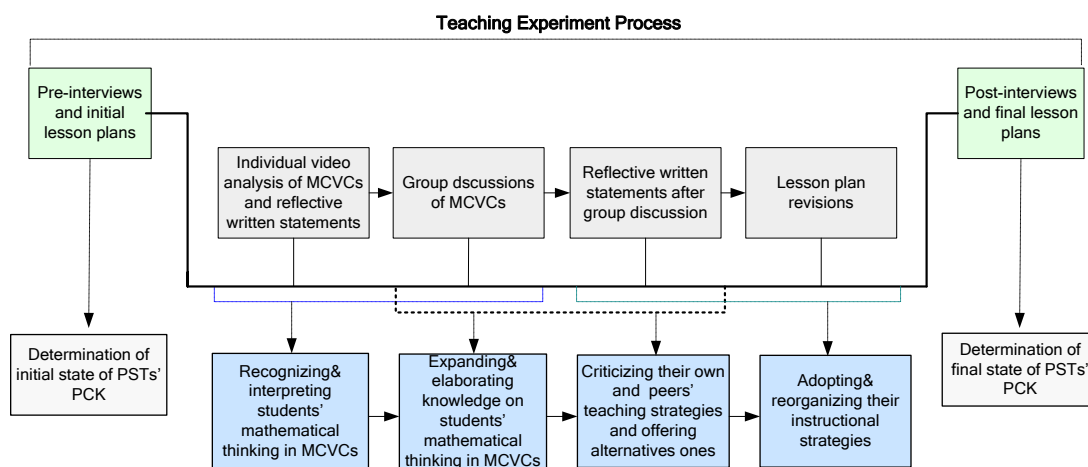 Teaching Experiment Process
Pre-interviews
and initial
lesson plans
Post-interviews
and final lesson
plans
Individual video
analysis of MCVCs
and reflective
written statements
Group dscussions
of MCVCs
Reflective written
statements after
group discussion
Lesson plan
revisions
Determination of
initial state of PSTs'
PCK
Recognizing&
interpreting
students'
mathematical
thinking in MCVCs
Expanding&
elaborating
knowledge on
students'
mathematical
thinking in MCVCs
Criticizing their own
and peers'
teaching strategies
and offering
alternatives ones
Adopting&
reorganizing their
instructional
strategies
Determination of
final state of PSTs'
PCK